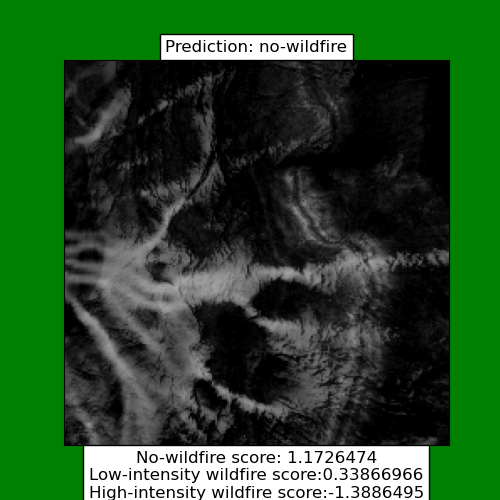 Prediction: no-wildfire
No-wildfire score: 1.1726474
Low-intensity wildfire score:0.33866966
High-intensity wildfire score:-1.3886495